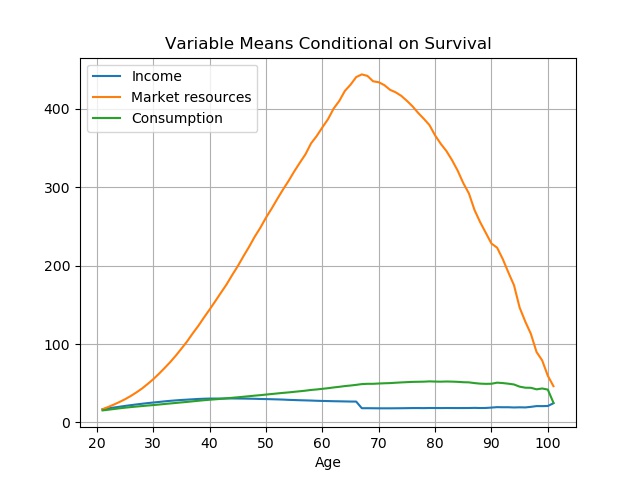 Variable Means Conditional on Survival
Income
Market resources
Consumption
400
300
200
100
0
20 30 40 50 60 70 80 90 100
Age